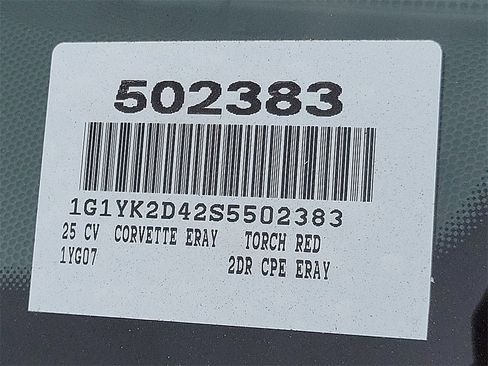 502383
1G1YK2D42S5502383
25 CV CORVETTE ERAY TORCH RED
1YG07 2DR CPE ERAY